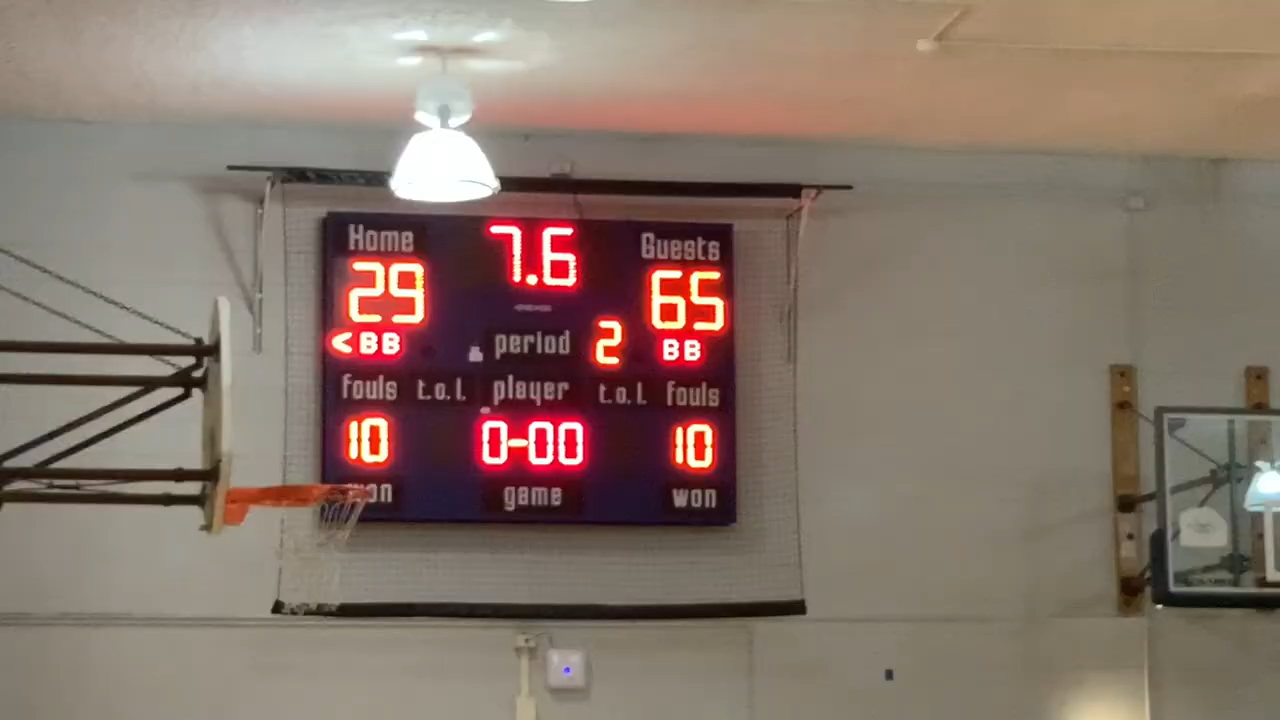 Home 7.6 Guests
29 65
<BB period 2 BB
fouls t.o.l. player t.o.l. fouls
10 0-00 10
won game won